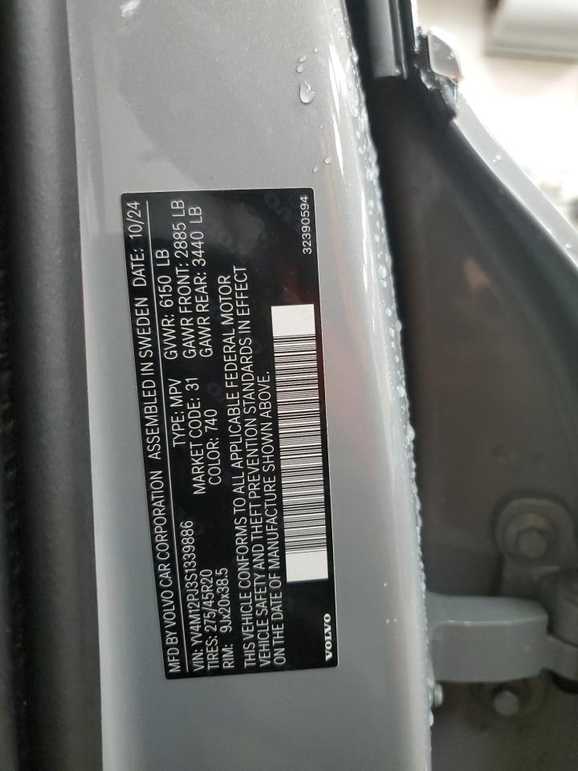 MFD BY VOLVO CAR CORPORATION ASSEMBLED IN SWEDEN DATE: 10/24
VIN: YV4M12PJ3S1339886 TYPE: MPV GVWR: 6150 LB
TIRES: 275/45R20 MARKET CODE: 31 GAWR FRONT: 2885 LB
RIM: 9Jx20x38.5 COLOR: 740 GAWR REAR: 3440 LB
THIS VEHICLE CONFORMS TO ALL APPLICABLE FEDERAL MOTOR
VEHICLE SAFETY AND THEFT PREVENTION STANDARDS IN EFFECT
ON THE DATE OF MANUFACTURE SHOWN ABOVE.
VOLVO 32390594